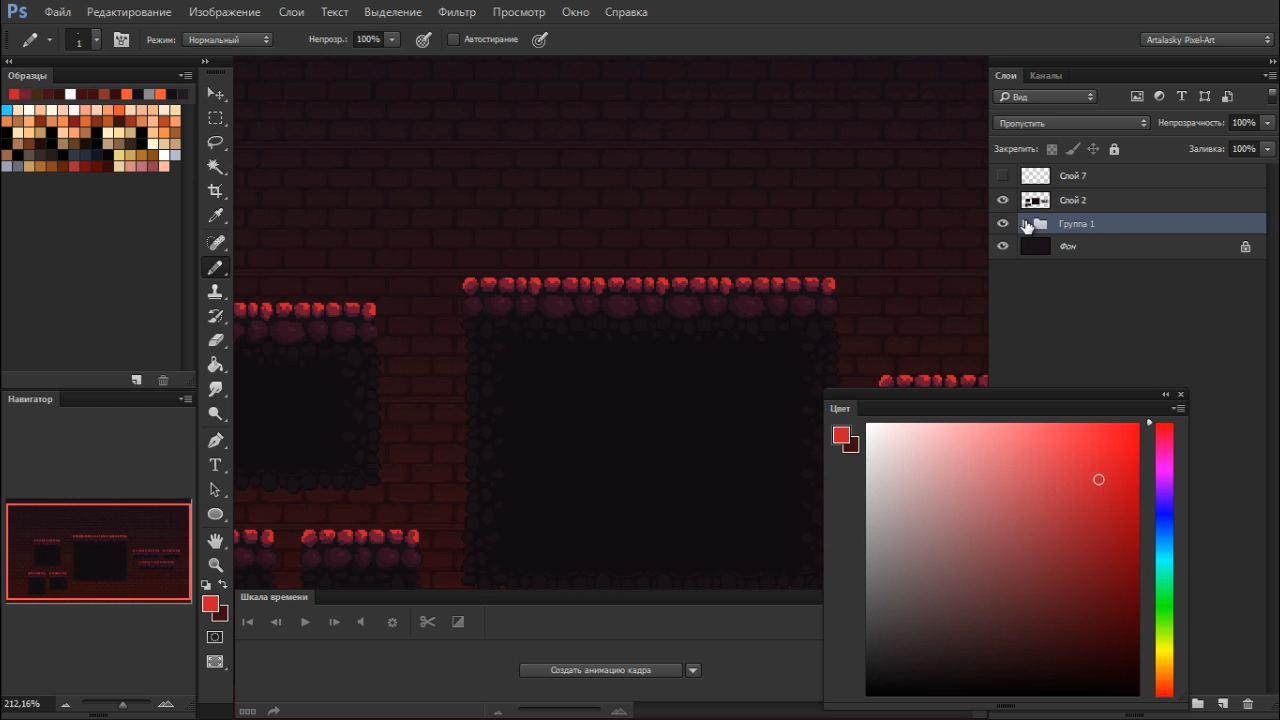 Ps Файл Редактирование Изображение Слои Текст Выделение Фильтр Просмотр Окно Справка
1 Режим: Нормальный Непрозр.: 100% Автостирание Artalasky Pixel-Art
Образцы
Слои Каналы
Вид
Пропустить Непрозрачность: 100%
Закрепить: Заливка: 100%
Слой 7
Слой 2
Группа 1
Фон
Навигатор
Цвет
Шкала времени
Создать анимацию кадра
212,16%